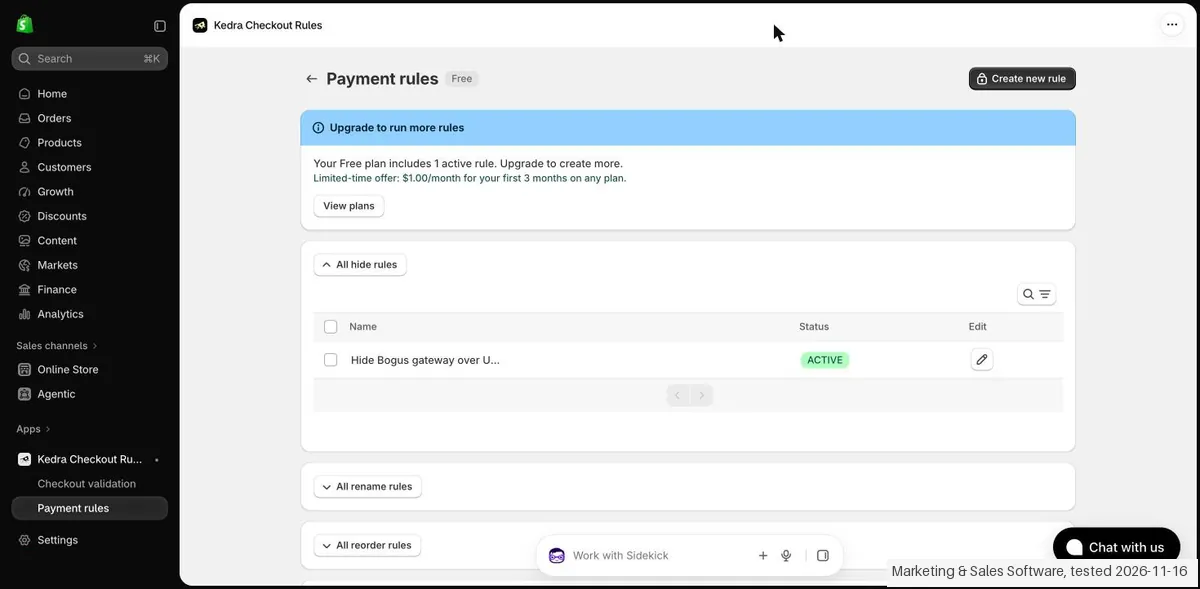 Search ⌘K
Home
Orders
Products
Customers
Growth
Discounts
Content
Markets
Finance
Analytics
Sales channels
Online Store
Agentic
Apps
Kedra Checkout Ru...
Checkout validation
Payment rules
Settings
Kedra Checkout Rules
Payment rules Free
Create new rule
Upgrade to run more rules
Your Free plan includes 1 active rule. Upgrade to create more.
Limited-time offer: $1.00/month for your first 3 months on any plan.
View plans
All hide rules
Name Status Edit
Hide Bogus gateway over U... ACTIVE
All rename rules
All reorder rules
Work with Sidekick
Chat with us
Marketing & Sales Software, tested 2026-11-16